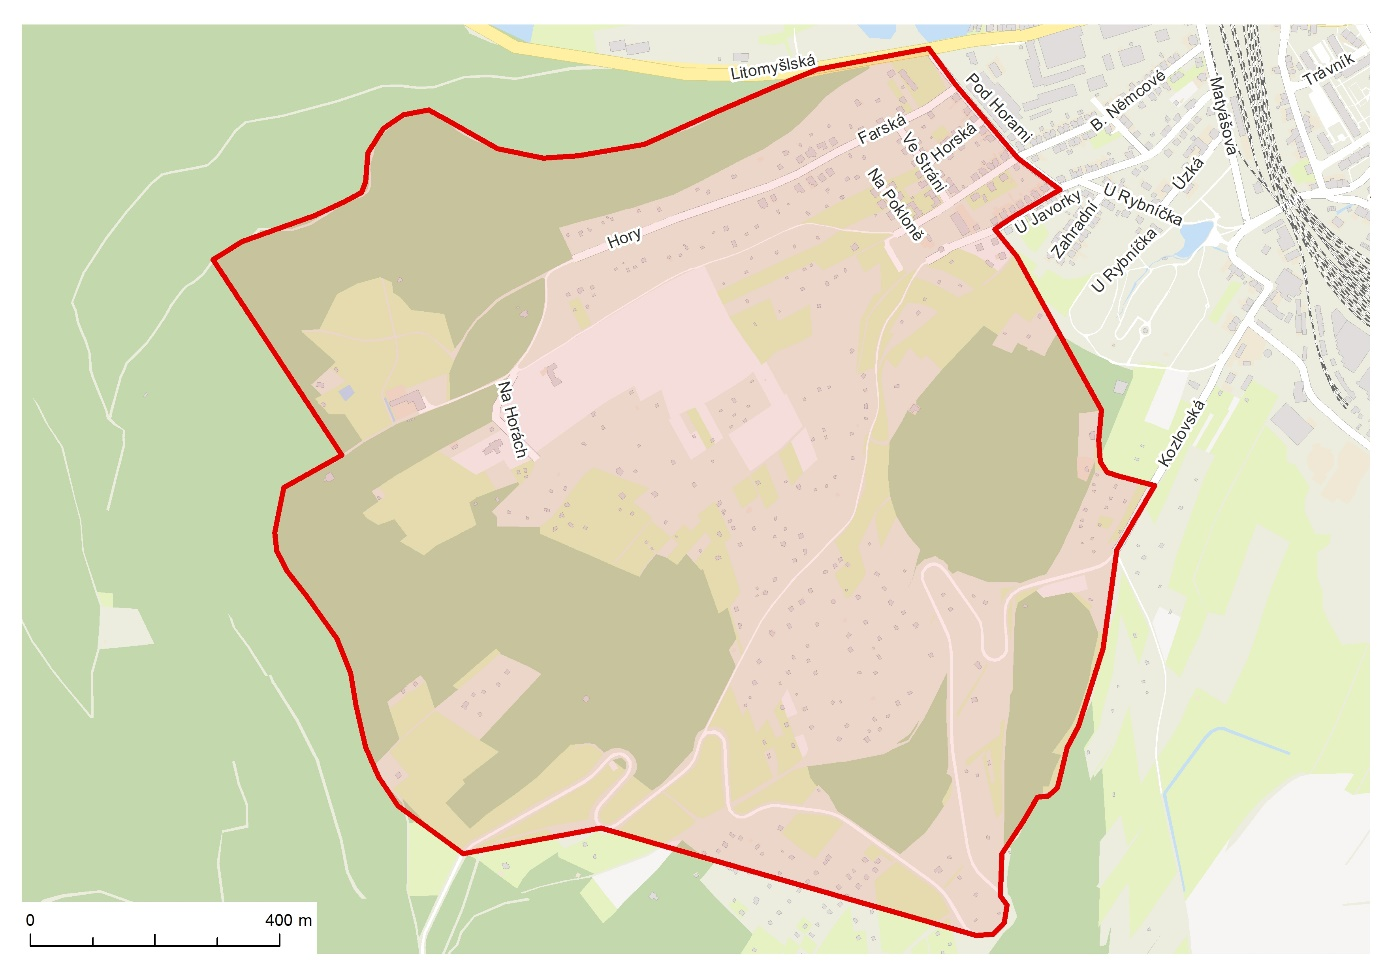 Litomyšlská
Pod Horami
B. Němcové
Matyášova
Trávník
Farská
Horská
Ve Stráni
Na Pokloně
Úzká
U Rybníčka
U Javorky
Zahradní
U Rybníčka
Hory
Na Horách
Kozlovská
0 400 m